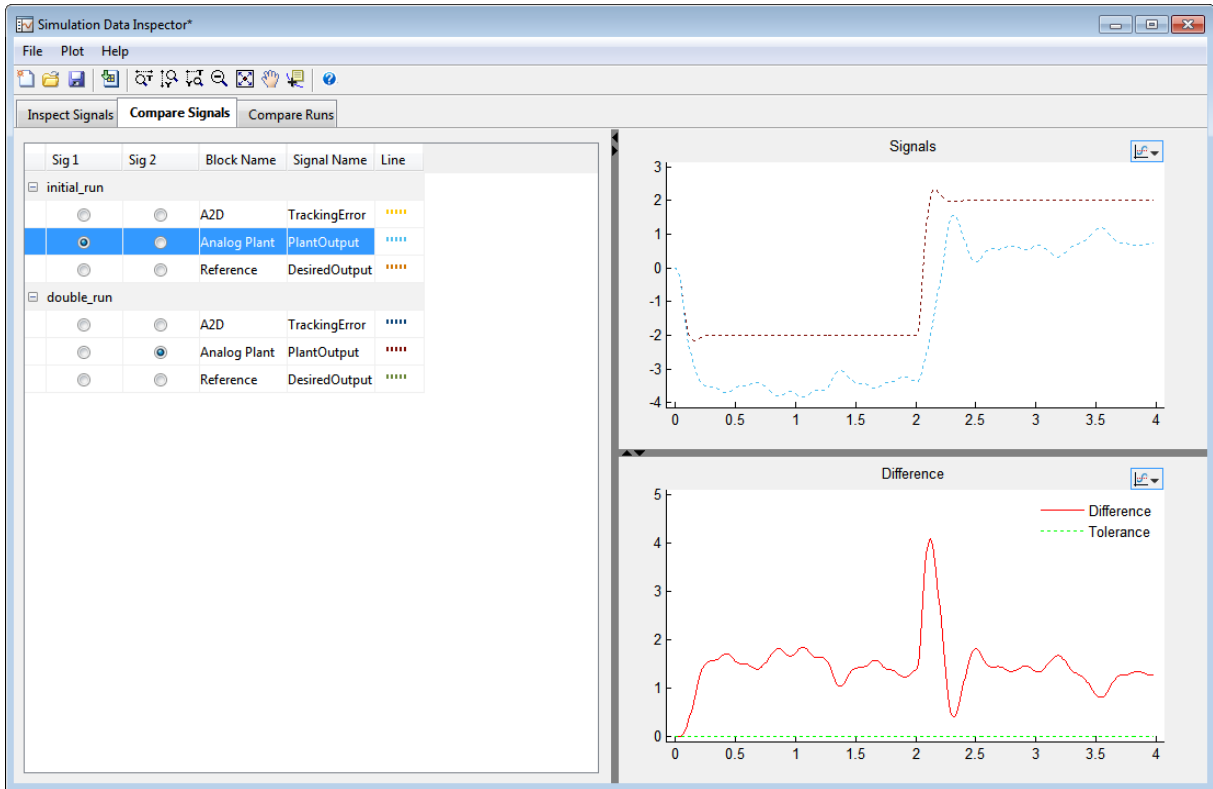 Simulation Data Inspector*
File Plot Help
Inspect Signals Compare Signals Compare Runs
Sig 1 Sig 2 Block Name Signal Name Line
initial_run
A2D TrackingError
Analog Plant PlantOutput
Reference DesiredOutput
double_run
A2D TrackingError
Analog Plant PlantOutput
Reference DesiredOutput
Signals
3
2
1
0
-1
-2
-3
-4
0 0.5 1 1.5 2 2.5 3 3.5 4
Difference
5
4
3
2
1
0
Difference
Tolerance
0 0.5 1 1.5 2 2.5 3 3.5 4